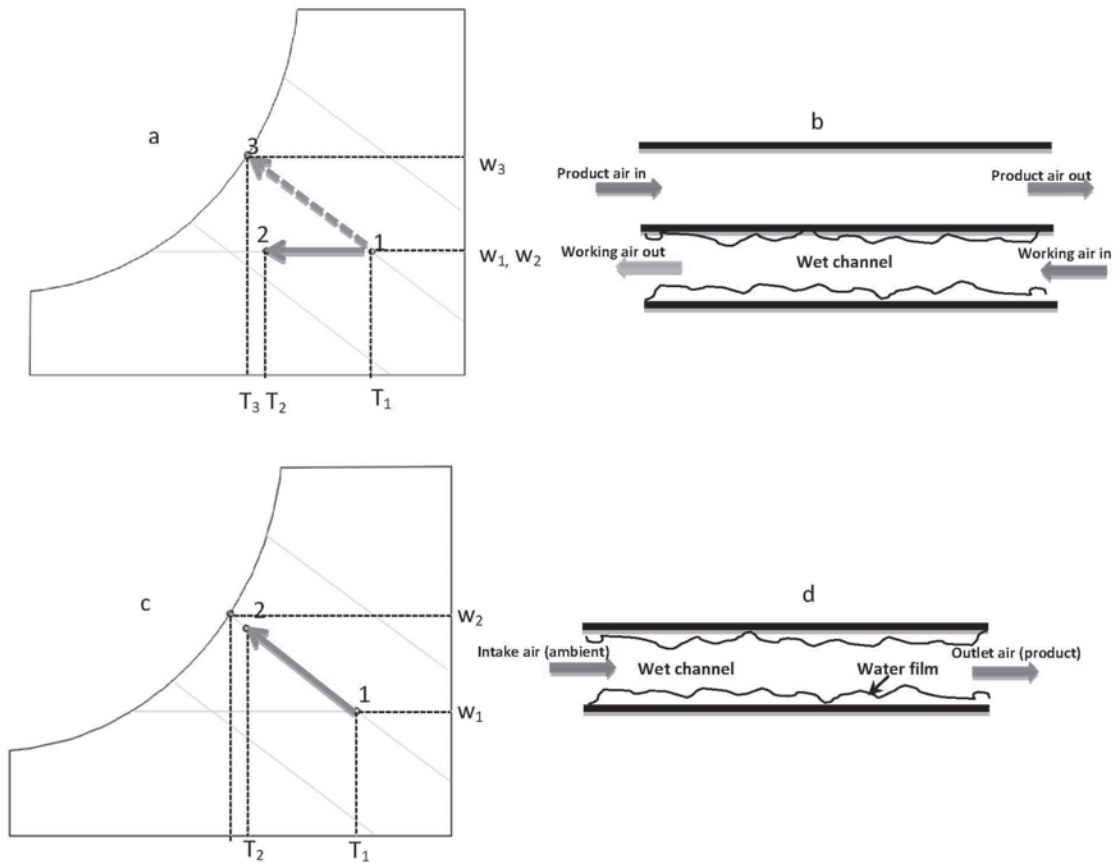 a
3
W₃
2
1
W₁, W₂
T₃ T₂
T₁
b
Product air in
Product air out
Working air out
Wet channel
Working air in
c
2
W₂
1
W₁
T₂
T₁
d
Intake air (ambient)
Outlet air (product)
Wet channel
Water film